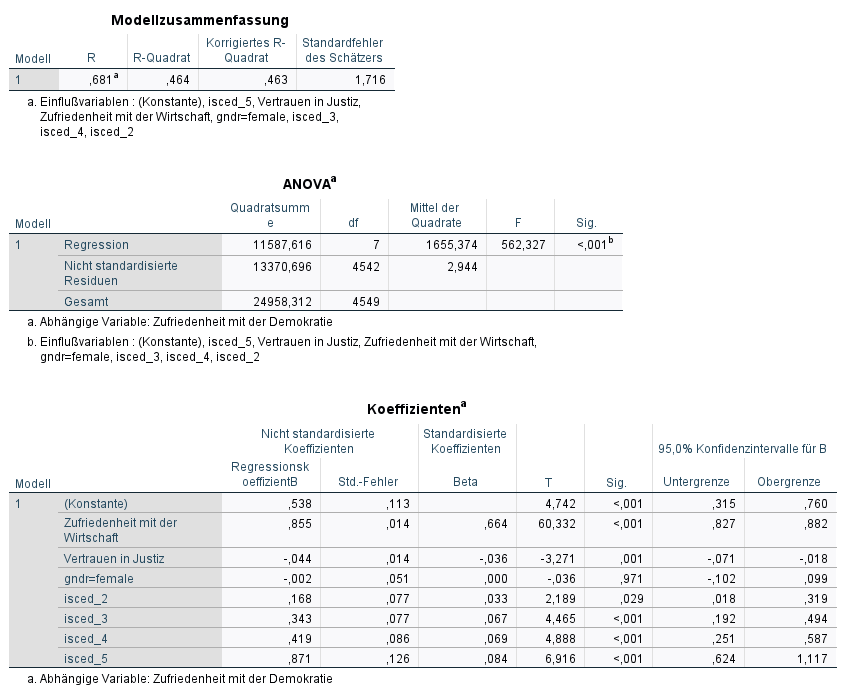 Modellzusammenfassung
Modell R R-Quadrat Korrigiertes R-Quadrat Standardfehler des Schätzers
1 ,681a ,464 ,463 1,716
a. Einflußvariablen : (Konstante), isced_5, Vertrauen in Justiz,
Zufriedenheit mit der Wirtschaft, gndr=female, isced_3,
isced_4, isced_2
ANOVAa
Modell Quadratsumme df Mittel der Quadrate F Sig.
1 Regression 11587,616 7 1655,374 562,327 <,001b
Nicht standardisierte Residuen 13370,696 4542 2,944
Gesamt 24958,312 4549
a. Abhängige Variable: Zufriedenheit mit der Demokratie
b. Einflußvariablen : (Konstante), isced_5, Vertrauen in Justiz, Zufriedenheit mit der Wirtschaft,
gndr=female, isced_3, isced_4, isced_2
Koeffizientena
Nicht standardisierte Koeffizienten Standardisierte Koeffizienten 95,0% Konfidenzintervalle für B
Modell RegressionskoeffizientB Std.-Fehler Beta T Sig. Untergrenze Obergrenze
1 (Konstante) ,538 ,113 4,742 <,001 ,315 ,760
Zufriedenheit mit der Wirtschaft ,855 ,014 ,664 60,332 <,001 ,827 ,882
Vertrauen in Justiz -,044 ,014 -,036 -3,271 ,001 -,071 -,018
gndr=female -,002 ,051 ,000 -,036 ,971 -,102 ,099
isced_2 ,168 ,077 ,033 2,189 ,029 ,018 ,319
isced_3 ,343 ,077 ,067 4,465 <,001 ,192 ,494
isced_4 ,419 ,086 ,069 4,888 <,001 ,251 ,587
isced_5 ,871 ,126 ,084 6,916 <,001 ,624 1,117
a. Abhängige Variable: Zufriedenheit mit der Demokratie